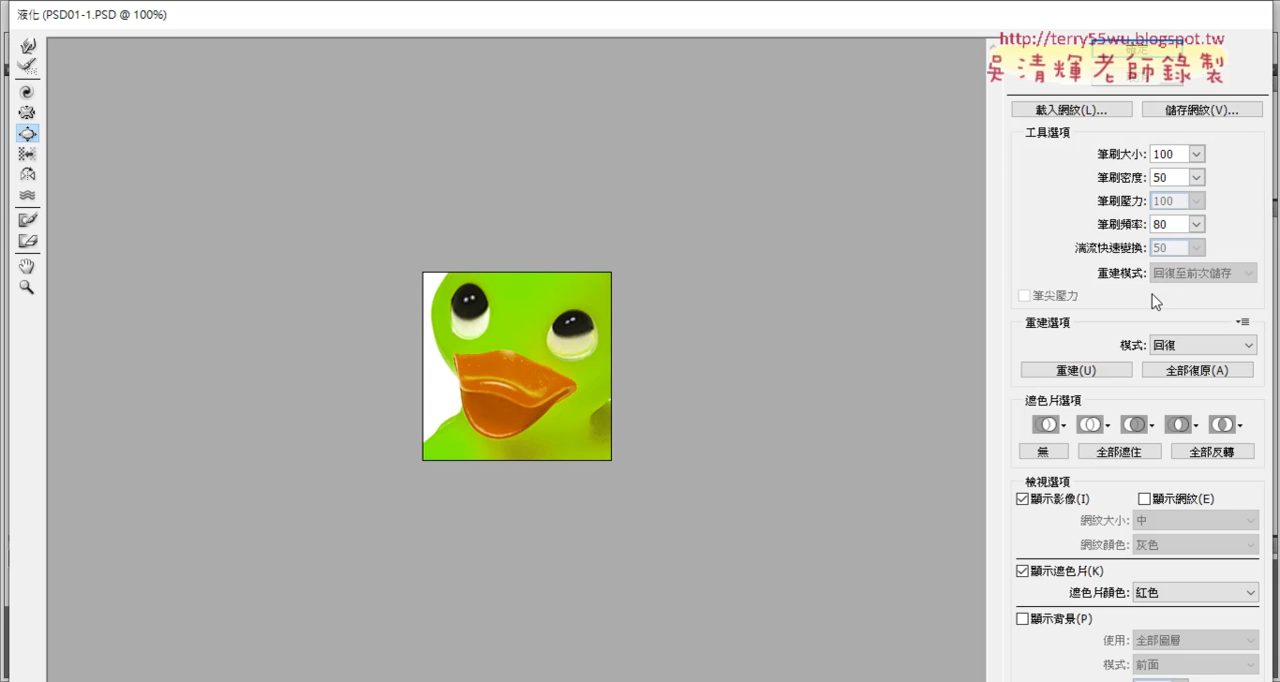 液化 (PSD01-1.PSD @ 100%)
http://terry55wu.blogspot.tw
吳清輝老師錄製
載入網紋(L)... 儲存網紋(V)...
工具選項
筆刷大小: 100
筆刷密度: 50
筆刷壓力: 100
筆刷頻率: 80
湍流快速變換: 50
重建模式: 回復至前次儲存
筆尖壓力
重建選項
模式: 回復
重建(U) 全部復原(A)
遮色片選項
無 全部遮住 全部反轉
檢視選項
顯示影像(I) 顯示網紋(E)
網紋大小: 中
網紋顏色: 灰色
顯示遮色片(K)
遮色片顏色: 紅色
顯示背景(P)
使用: 全部圖層
模式: 前面